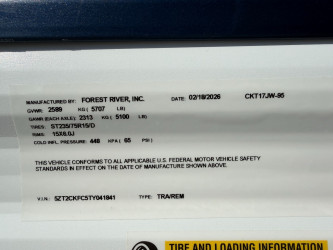 MANUFACTURED BY: FOREST RIVER, INC. DATE: 02/18/2026 CKT17JW-95
GVWR: 2589 KG ( 5707 LB)
GAWR (EACH AXLE): 2313 KG ( 5100 LB)
TIRES: ST235/75R15/D
RIMS: 15X6.0J
COLD INFL. PRESSURE: 448 KPA ( 65 PSI)
THIS VEHICLE CONFORMS TO ALL APPLICABLE U.S. FEDERAL MOTOR VEHICLE SAFETY
STANDARDS IN EFFECT ON THE DATE OF MANUFACTURE SHOWN ABOVE.
V.I.N.: 5ZT2CKFC5TY041941 TYPE: TRA/REM
TIRE AND LOADING INFORMATION